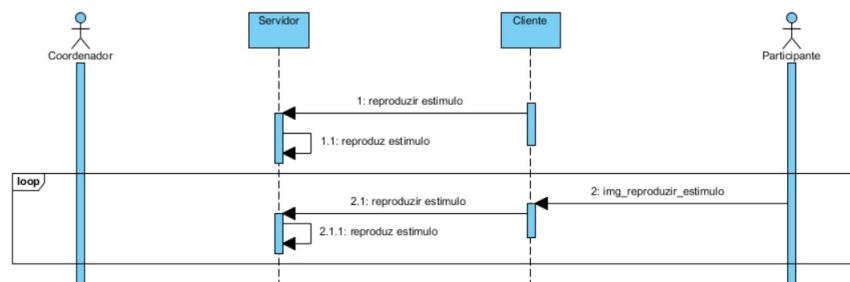 Coordenador
Servidor
Cliente
Participante
1: reproduzir estimulo
1.1: reproduz estimulo
loop
2: img_reproduzir_estimulo
2.1: reproduzir estimulo
2.1.1: reproduz estimulo